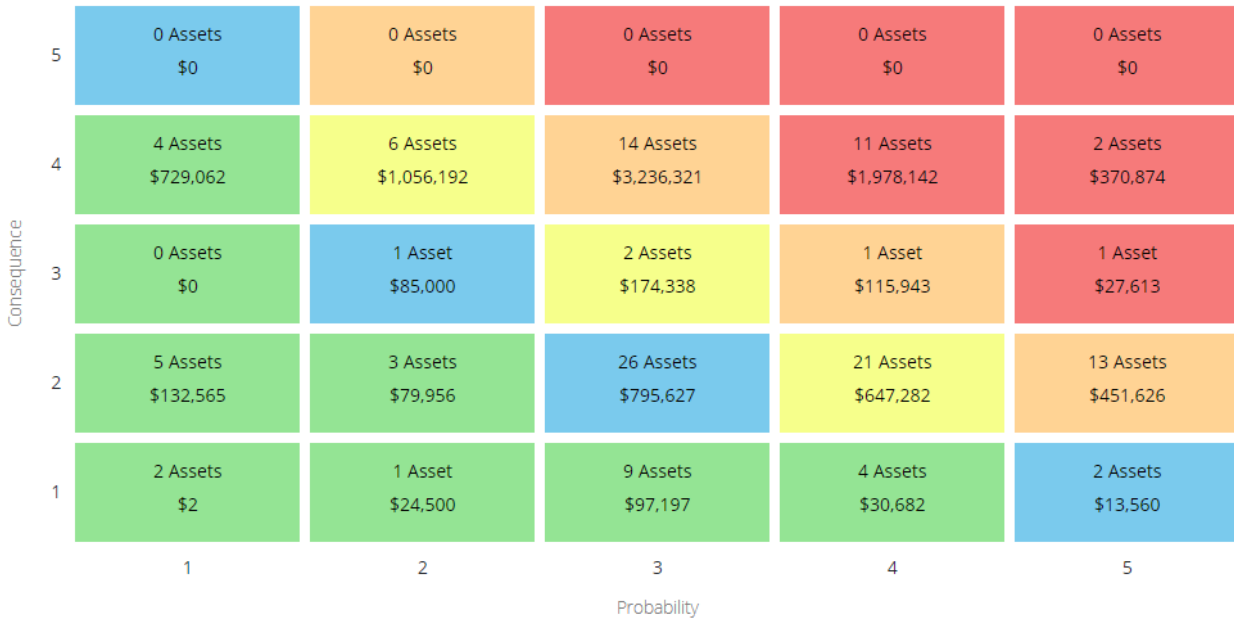 0 Assets 0 Assets 0 Assets 0 Assets 0 Assets
5
$0 $0 $0 $0 $0
4 Assets 6 Assets 14 Assets 11 Assets 2 Assets
4
$729,062 $1,056,192 $3,236,321 $1,978,142 $370,874
Consequence
0 Assets 1 Asset 2 Assets 1 Asset 1 Asset
3
$0 $85,000 $174,338 $115,943 $27,613
5 Assets 3 Assets 26 Assets 21 Assets 13 Assets
2
$132,565 $79,956 $795,627 $647,282 $451,626
2 Assets 1 Asset 9 Assets 4 Assets 2 Assets
1
$2 $24,500 $97,197 $30,682 $13,560
1 2 3 4 5
Probability